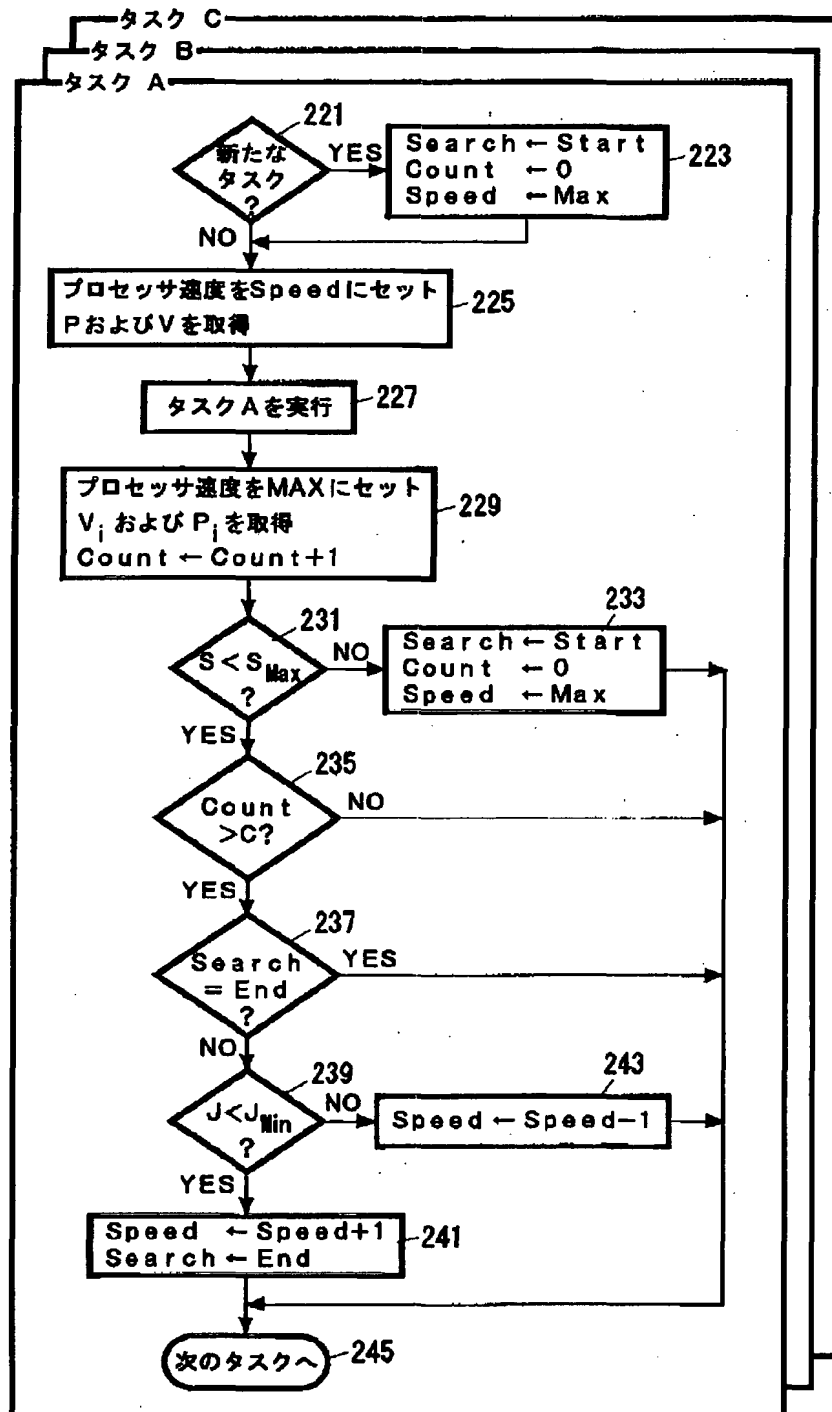 タスク C
タスク B
タスク A
221
新たな
タスク
?
YES
NO
Search←Start
Count ←0
Speed ←Max
223
プロセッサ速度をSpeedにセット
PおよびVを取得
225
タスクAを実行
227
プロセッサ速度をMAXにセット
Viおよび Piを取得
Count ← Count+1
229
231
S<SMax
?
NO
YES
233
Search←Start
Count ←0
Speed ←Max
235
Count
>C?
NO
YES
237
Search
= End
?
YES
NO
239
J<JMin
?
NO
YES
243
Speed←Speed-1
Speed ←Speed+1
Search←End
241
次のタスクへ
245